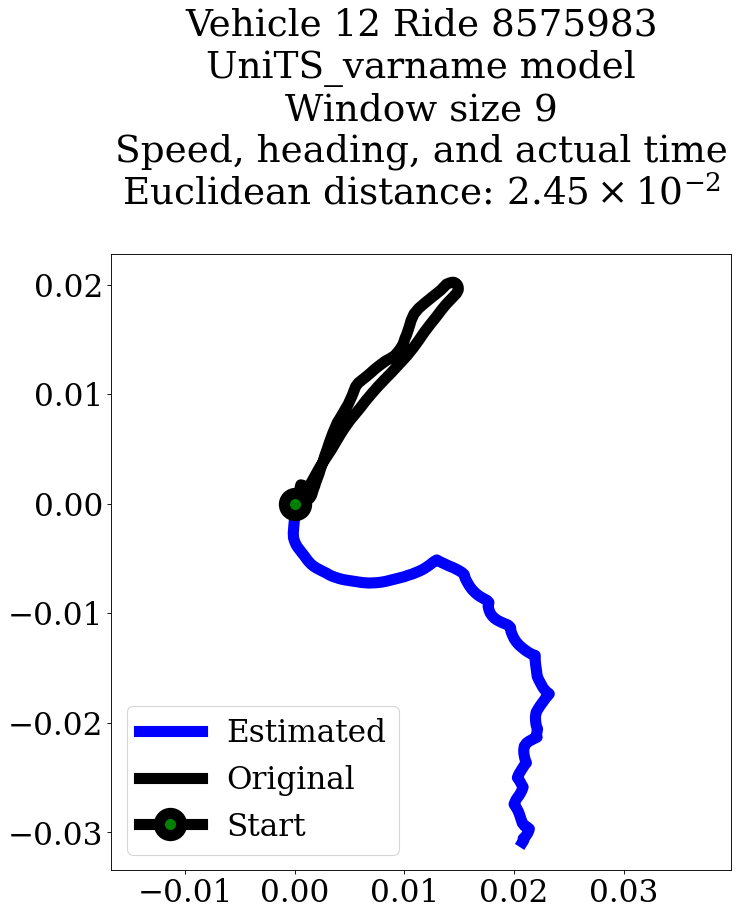 Vehicle 12 Ride 8575983
UniTS_varname model
Window size 9
Speed, heading, and actual time
Euclidean distance: 2.45 × 10⁻²
0.02
0.01
0.00
−0.01
−0.02
−0.03
Estimated
Original
Start
−0.01 0.00 0.01 0.02 0.03